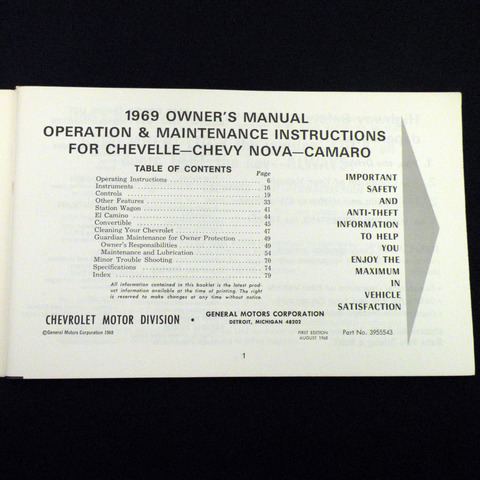 1969 OWNER'S MANUAL
OPERATION & MAINTENANCE INSTRUCTIONS
FOR CHEVELLE—CHEVY NOVA—CAMARO
TABLE OF CONTENTS
Page
Operating Instructions 6
Instruments 16
Controls 19
Other Features 33
Station Wagon 41
El Camino 44
Convertible 45
Cleaning Your Chevrolet 47
Guardian Maintenance for Owner Protection 49
Owner's Responsibilities 49
Maintenance and Lubrication 54
Minor Trouble Shooting 70
Specifications 74
Index 79
All information contained in this booklet is the latest prod-
uct information available at the time of printing. The right
is reserved to make changes at any time without notice.
IMPORTANT
SAFETY
AND
ANTI-THEFT
INFORMATION
TO HELP
YOU
ENJOY THE
MAXIMUM
IN
VEHICLE
SATISFACTION
CHEVROLET MOTOR DIVISION • GENERAL MOTORS CORPORATION
DETROIT, MICHIGAN 48202
©General Motors Corporation 1968
FIRST EDITION
AUGUST 1968
Part No. 3955543
1